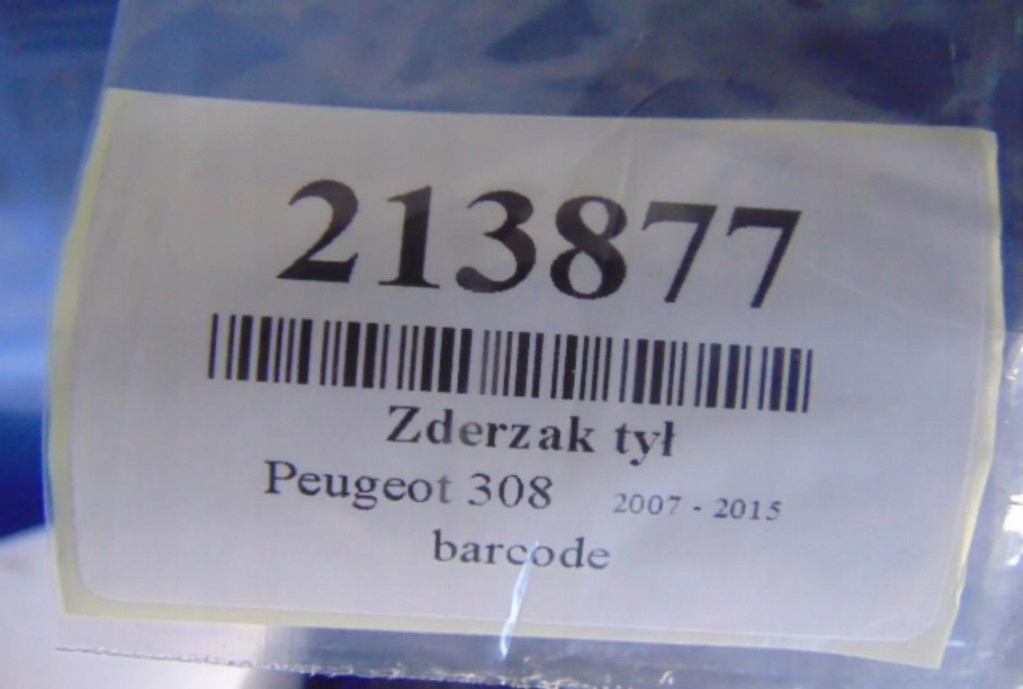 213877
Zderzak tył
Peugeot 308 2007 - 2015
barcode